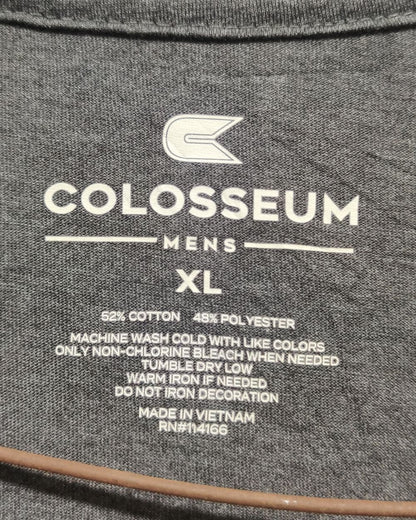 COLOSSEUM
MENS
XL
52% COTTON 48% POLYESTER
MACHINE WASH COLD WITH LIKE COLORS
ONLY NON-CHLORINE BLEACH WHEN NEEDED
TUMBLE DRY LOW
WARM IRON IF NEEDED
DO NOT IRON DECORATION
MADE IN VIETNAM
RN#114166